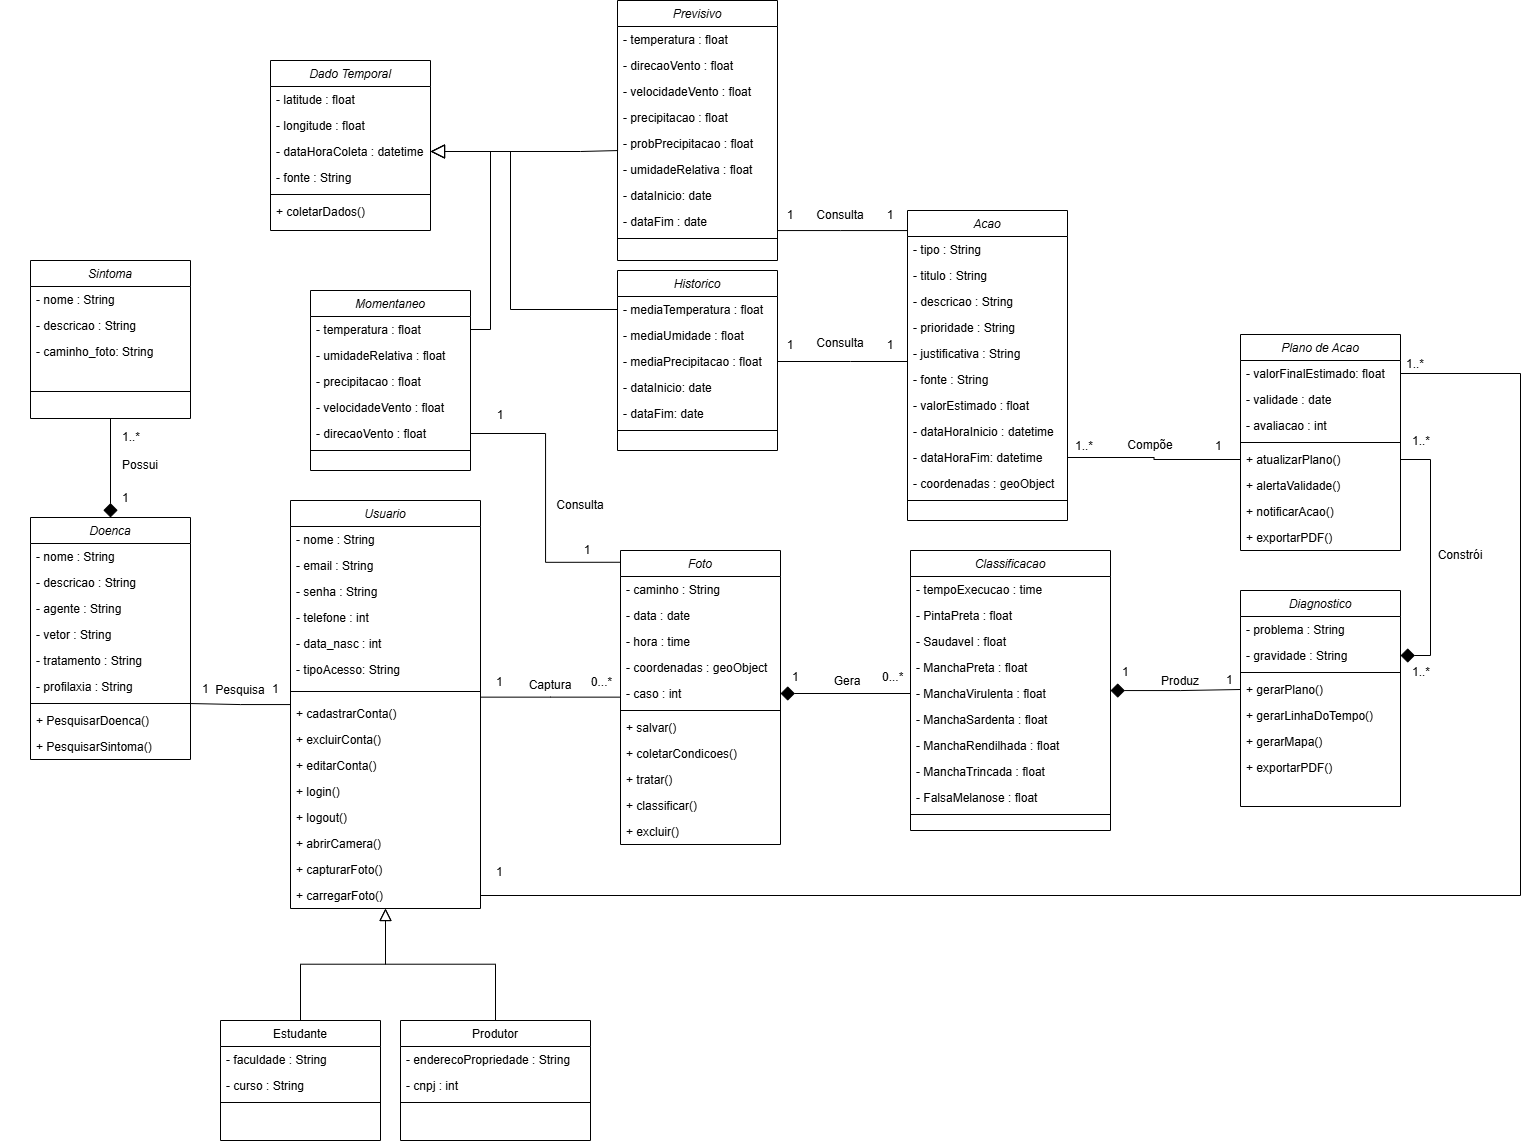 Previsivo
- temperatura : float
- direcaoVento : float
- velocidadeVento : float
- precipitacao : float
- probPrecipitacao : float
- umidadeRelativa : float
- dataInicio: date
- dataFim : date
Dado Temporal
- latitude : float
- longitude : float
- dataHoraColeta : datetime
- fonte : String
+ coletarDados()
1 Consulta 1
Acao
- tipo : String
- titulo : String
- descricao : String
- prioridade : String
- justificativa : String
- fonte : String
- valorEstimado : float
- dataHoraInicio : datetime
- dataHoraFim: datetime
- coordenadas : geoObject
Sintoma
- nome : String
- descricao : String
- caminho_foto: String
Historico
- mediaTemperatura : float
- mediaUmidade : float
- mediaPrecipitacao : float
- dataInicio: date
- dataFim: date
1 Consulta 1
Momentaneo
- temperatura : float
- umidadeRelativa : float
- precipitacao : float
- velocidadeVento : float
- direcaoVento : float
1
Consulta
1
Plano de Acao
- valorFinalEstimado: float
- validade : date
- avaliacao : int
+ atualizarPlano()
+ alertaValidade()
+ notificarAcao()
+ exportarPDF()
1..*
1..*
1..* Compõe 1
1..*
Possui
1
Doenca
- nome : String
- descricao : String
- agente : String
- vetor : String
- tratamento : String
- profilaxia : String
+ PesquisarDoenca()
+ PesquisarSintoma()
1 Pesquisa 1
Usuario
- nome : String
- email : String
- senha : String
- telefone : int
- data_nasc : int
- tipoAcesso: String
+ cadastrarConta()
+ excluirConta()
+ editarConta()
+ login()
+ logout()
+ abrirCamera()
+ capturarFoto()
+ carregarFoto()
1 Captura 0...*
1
Foto
- caminho : String
- data : date
- hora : time
- coordenadas : geoObject
- caso : int
+ salvar()
+ coletarCondicoes()
+ tratar()
+ classificar()
+ excluir()
1 Gera 0...*
Classificacao
- tempoExecucao : time
- PintaPreta : float
- Saudavel : float
- ManchaPreta : float
- ManchaVirulenta : float
- ManchaSardenta : float
- ManchaRendilhada : float
- ManchaTrincada : float
- FalsaMelanose : float
1 Produz 1
Constrói
Diagnostico
- problema : String
- gravidade : String
+ gerarPlano()
+ gerarLinhaDoTempo()
+ gerarMapa()
+ exportarPDF()
1..*
Estudante
- faculdade : String
- curso : String
Produtor
- enderecoPropriedade : String
- cnpj : int